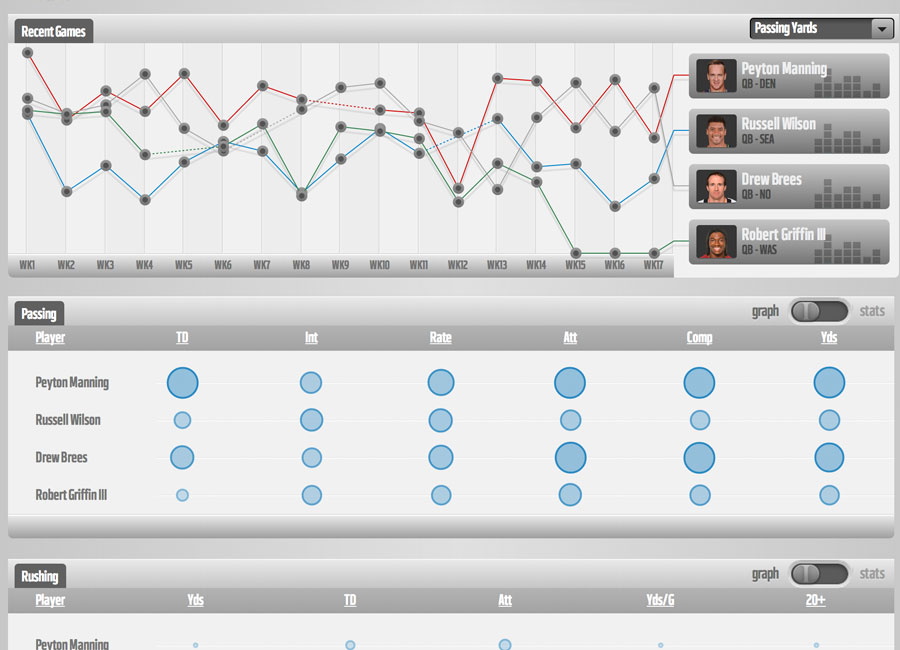 Recent Games
Passing Yards
Peyton Manning
QB - DEN
Russell Wilson
QB - SEA
Drew Brees
QB - NO
Robert Griffin III
QB - WAS
WK1 WK2 WK3 WK4 WK5 WK6 WK7 WK8 WK9 WK10 WK11 WK12 WK13 WK14 WK15 WK16 WK17
Passing
graph stats
Player TD Int Rate Att Comp Yds
Peyton Manning
Russell Wilson
Drew Brees
Robert Griffin III
Rushing
graph stats
Player Yds TD Att Yds/G 20+
Peyton Manning